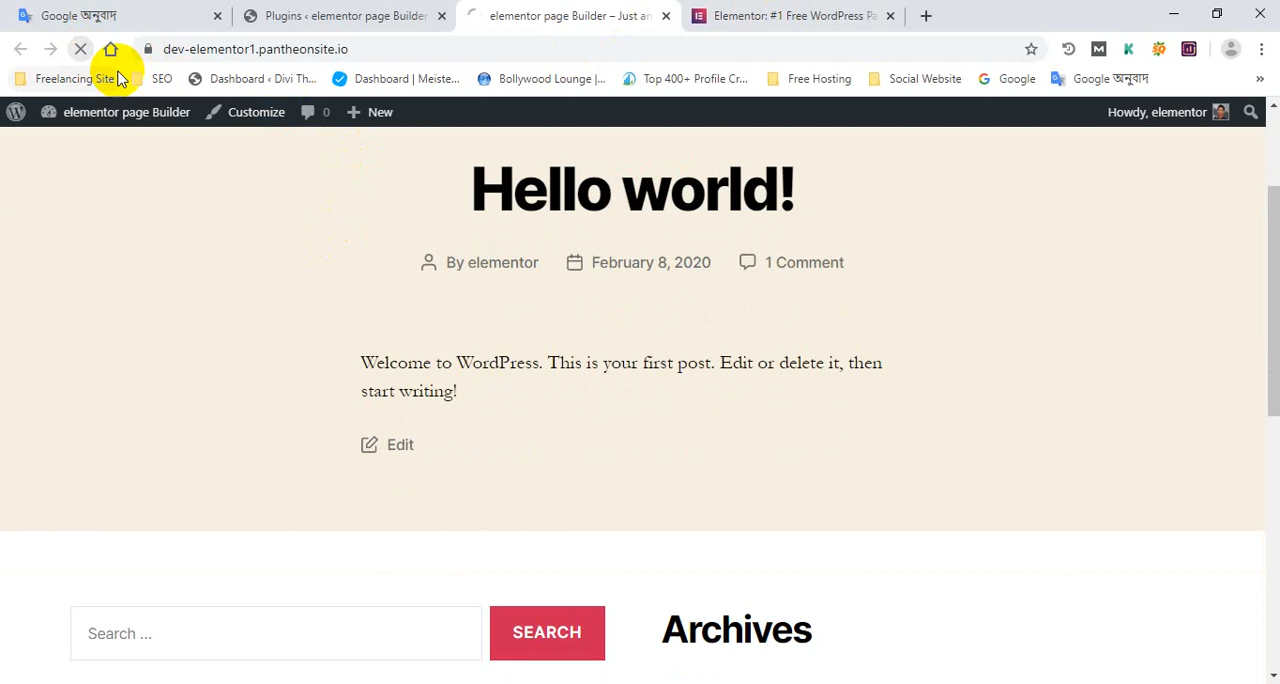 Google অনুবাদ
Plugins ‹ elementor page Builde
elementor page Builder – Just an
Elementor: #1 Free WordPress Pa
dev-elementor1.pantheonsite.io
Freelancing Site
SEO
Dashboard ‹ Divi Th...
Dashboard | Meiste...
Bollywood Lounge |...
Top 400+ Profile Cr...
Free Hosting
Social Website
Google
Google অনুবাদ
»
elementor page Builder
Customize
0
New
Howdy, elementor
Hello world!
By elementor
February 8, 2020
1 Comment
Welcome to WordPress. This is your first post. Edit or delete it, then
start writing!
Edit
Search ...
SEARCH
Archives